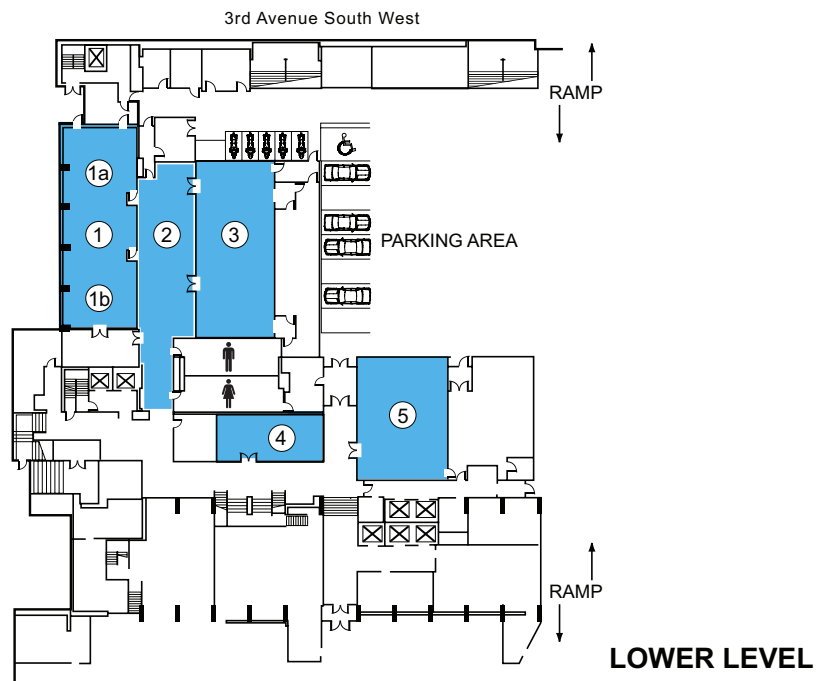 3rd Avenue South West
RAMP
1a
1
2
3
PARKING AREA
1b
5
4
RAMP
LOWER LEVEL